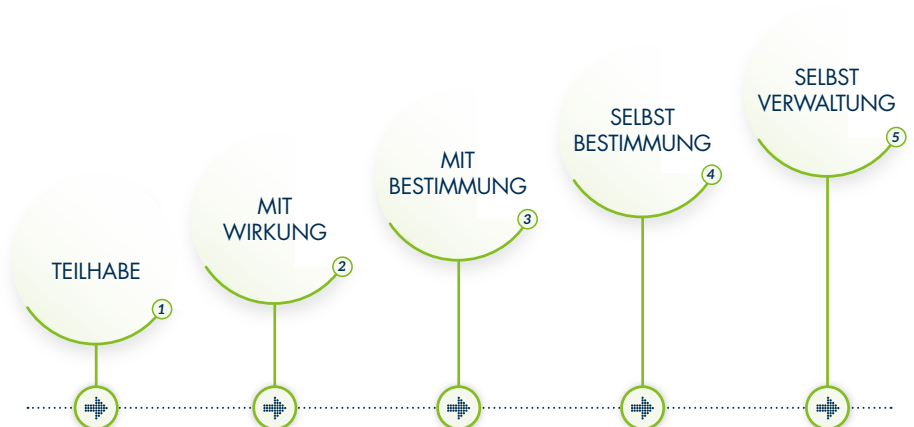 TEILHABE
1
MIT
WIRKUNG
2
MIT
BESTIMMUNG
3
SELBST
BESTIMMUNG
4
SELBST
VERWALTUNG
5